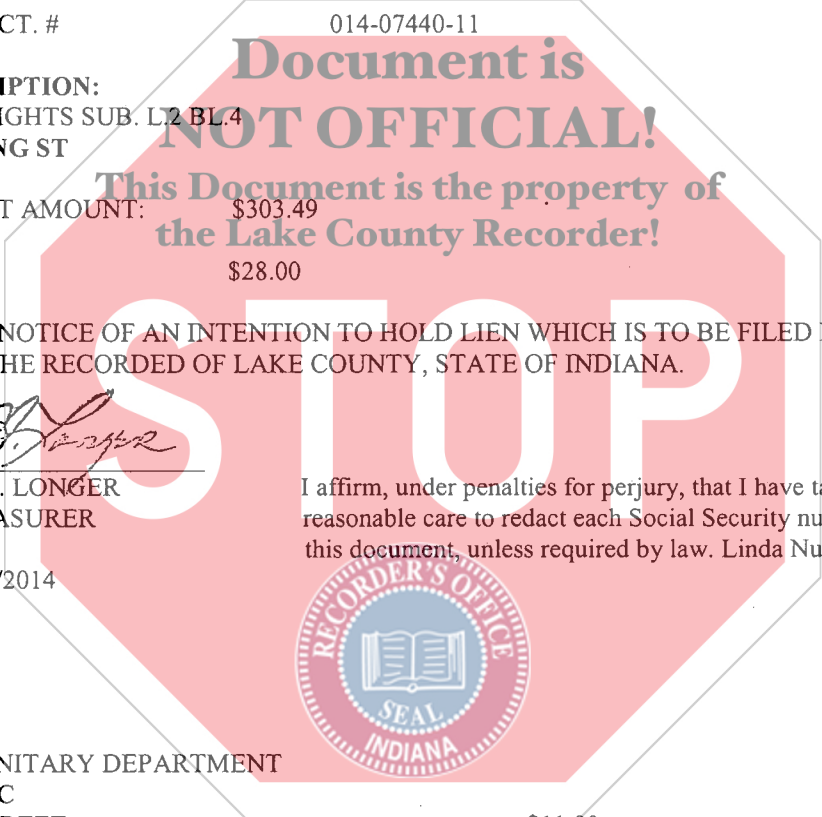 CT. # 014-07440-11
Document is
IPTION:
IGHTS SUB. L.2 BL.4
NOT OFFICIAL!
NG ST
This Document is the property of
T AMOUNT: $303.49
the Lake County Recorder!
$28.00
STOP
NOTICE OF AN INTENTION TO HOLD LIEN WHICH IS TO BE FILED
HE RECORDED OF LAKE COUNTY, STATE OF INDIANA.
. LONGER
I affirm, under penalties for perjury, that I have ta
ASURER
reasonable care to redact each Social Security nu
this document, unless required by law. Linda Nu
/2014
RECORDER'S OFFICE
SEAL
INDIANA
NITARY DEPARTMENT
C